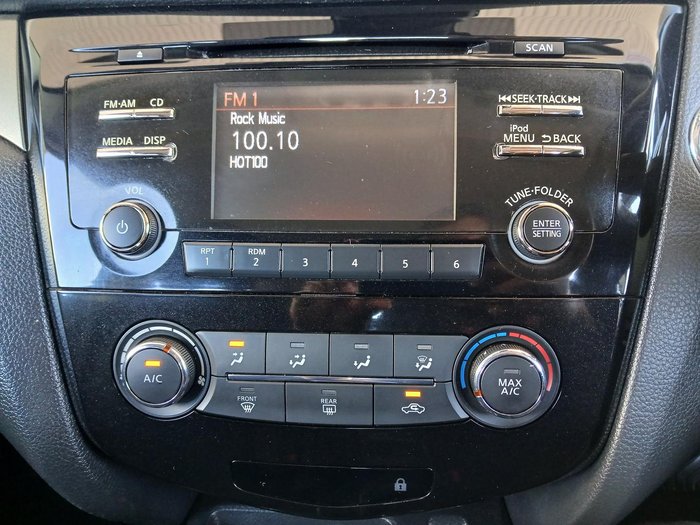 SCAN
FM·AM CD
MEDIA DISP
FM 1 1:23
Rock Music
100.10
HOT100
SEEK·TRACK
iPod
MENU BACK
VOL
TUNE·FOLDER
ENTER
SETTING
RPT RDM
1 2 3 4 5 6
A/C
MAX
A/C
FRONT
REAR